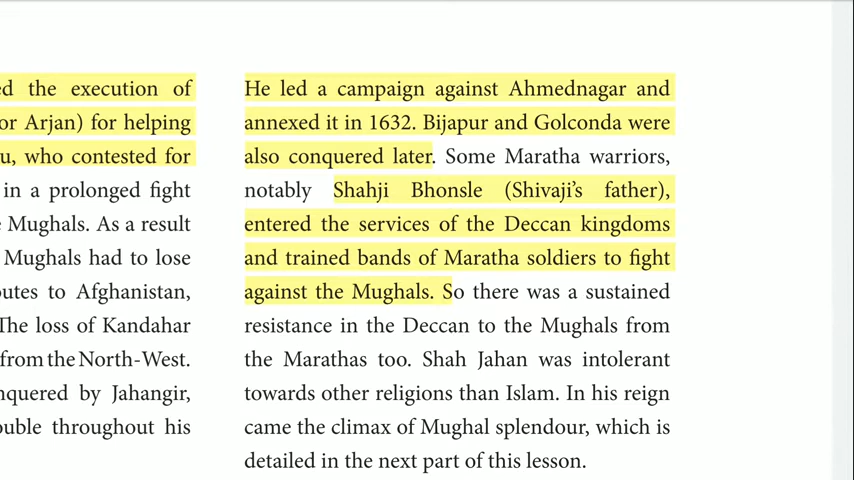 ed the execution of
or Arjan) for helping
u, who contested for
in a prolonged fight
Mughals. As a result
Mughals had to lose
outes to Afghanistan,
The loss of Kandahar
from the North-West.
nquered by Jahangir,
ouble throughout his
He led a campaign against Ahmednagar and
annexed it in 1632. Bijapur and Golconda were
also conquered later. Some Maratha warriors,
notably Shahji Bhonsle (Shivaji's father),
entered the services of the Deccan kingdoms
and trained bands of Maratha soldiers to fight
against the Mughals. So there was a sustained
resistance in the Deccan to the Mughals from
the Marathas too. Shah Jahan was intolerant
towards other religions than Islam. In his reign
came the climax of Mughal splendour, which is
detailed in the next part of this lesson.